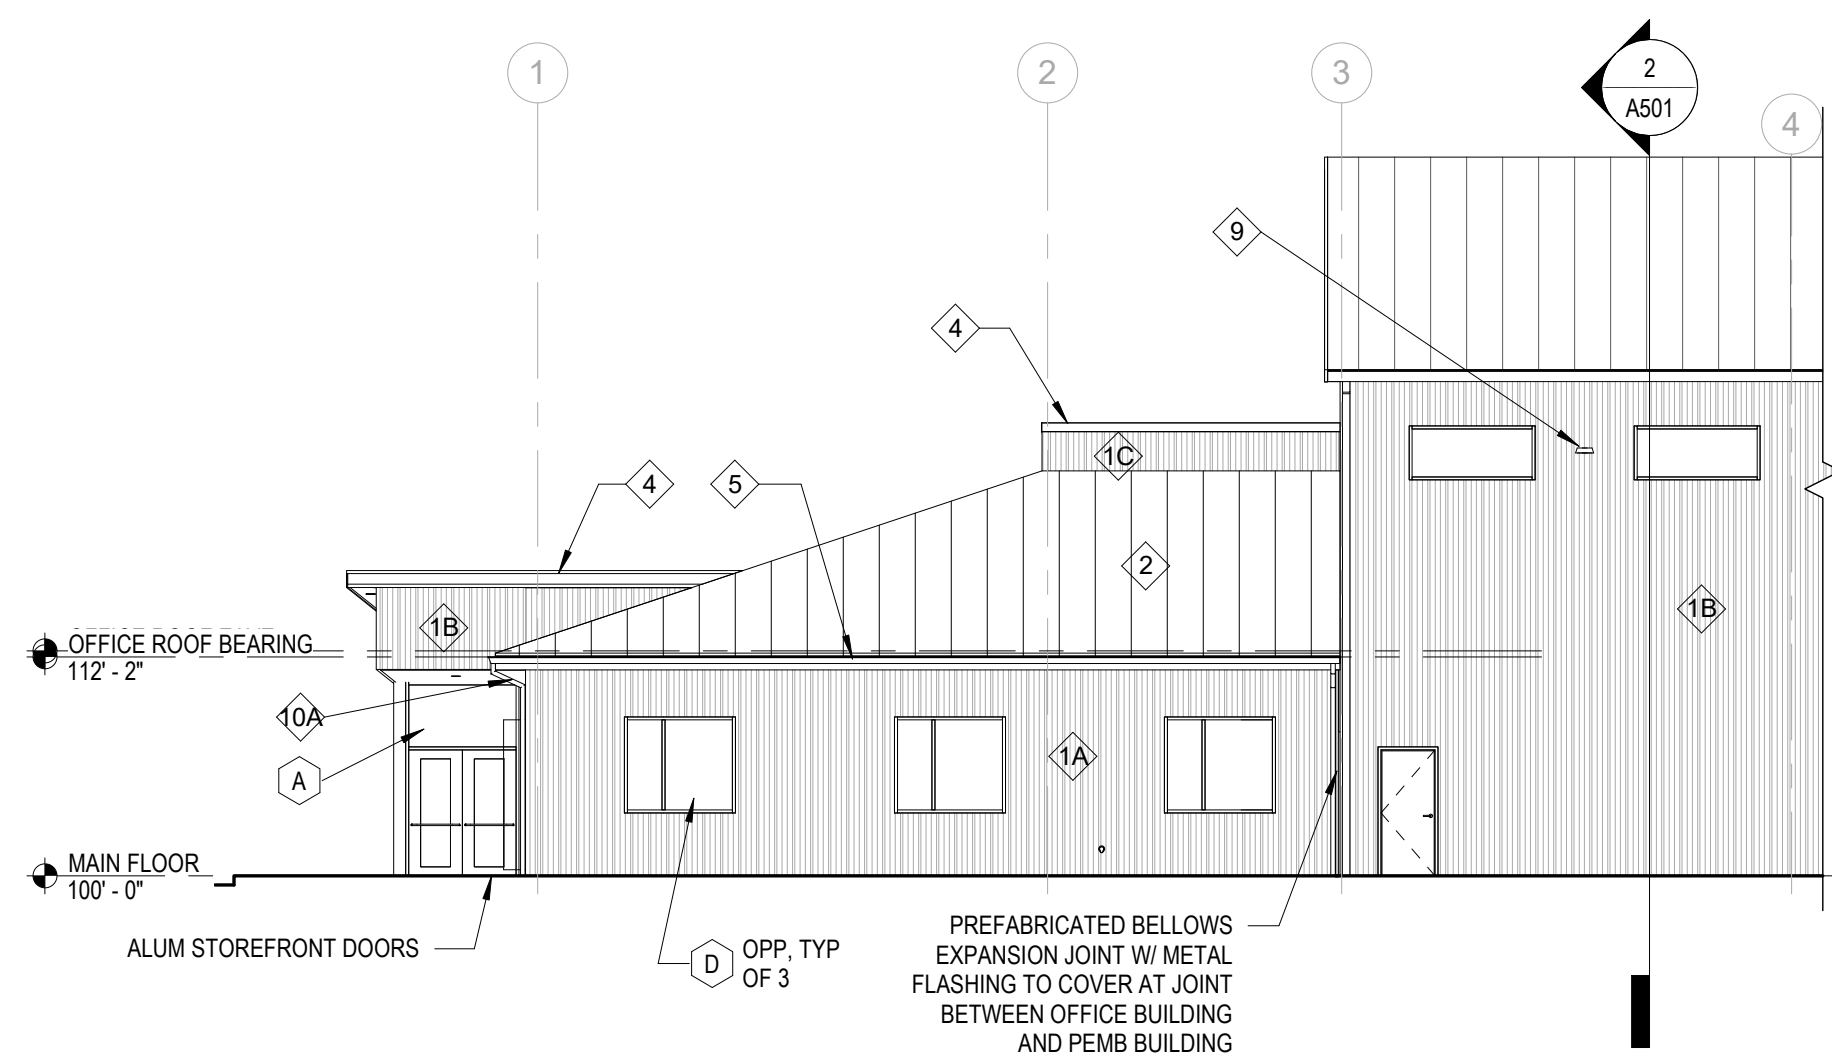 1
2
3
2
A501
4
9
4
1C
4
5
2
1B
1B
OFFICE ROOF BEARING
112' - 2"
10A
1A
A
MAIN FLOOR
100' - 0"
ALUM STOREFRONT DOORS
D
OPP, TYP
OF 3
PREFABRICATED BELLOWS
EXPANSION JOINT W/ METAL
FLASHING TO COVER AT JOINT
BETWEEN OFFICE BUILDING
AND PEMB BUILDING